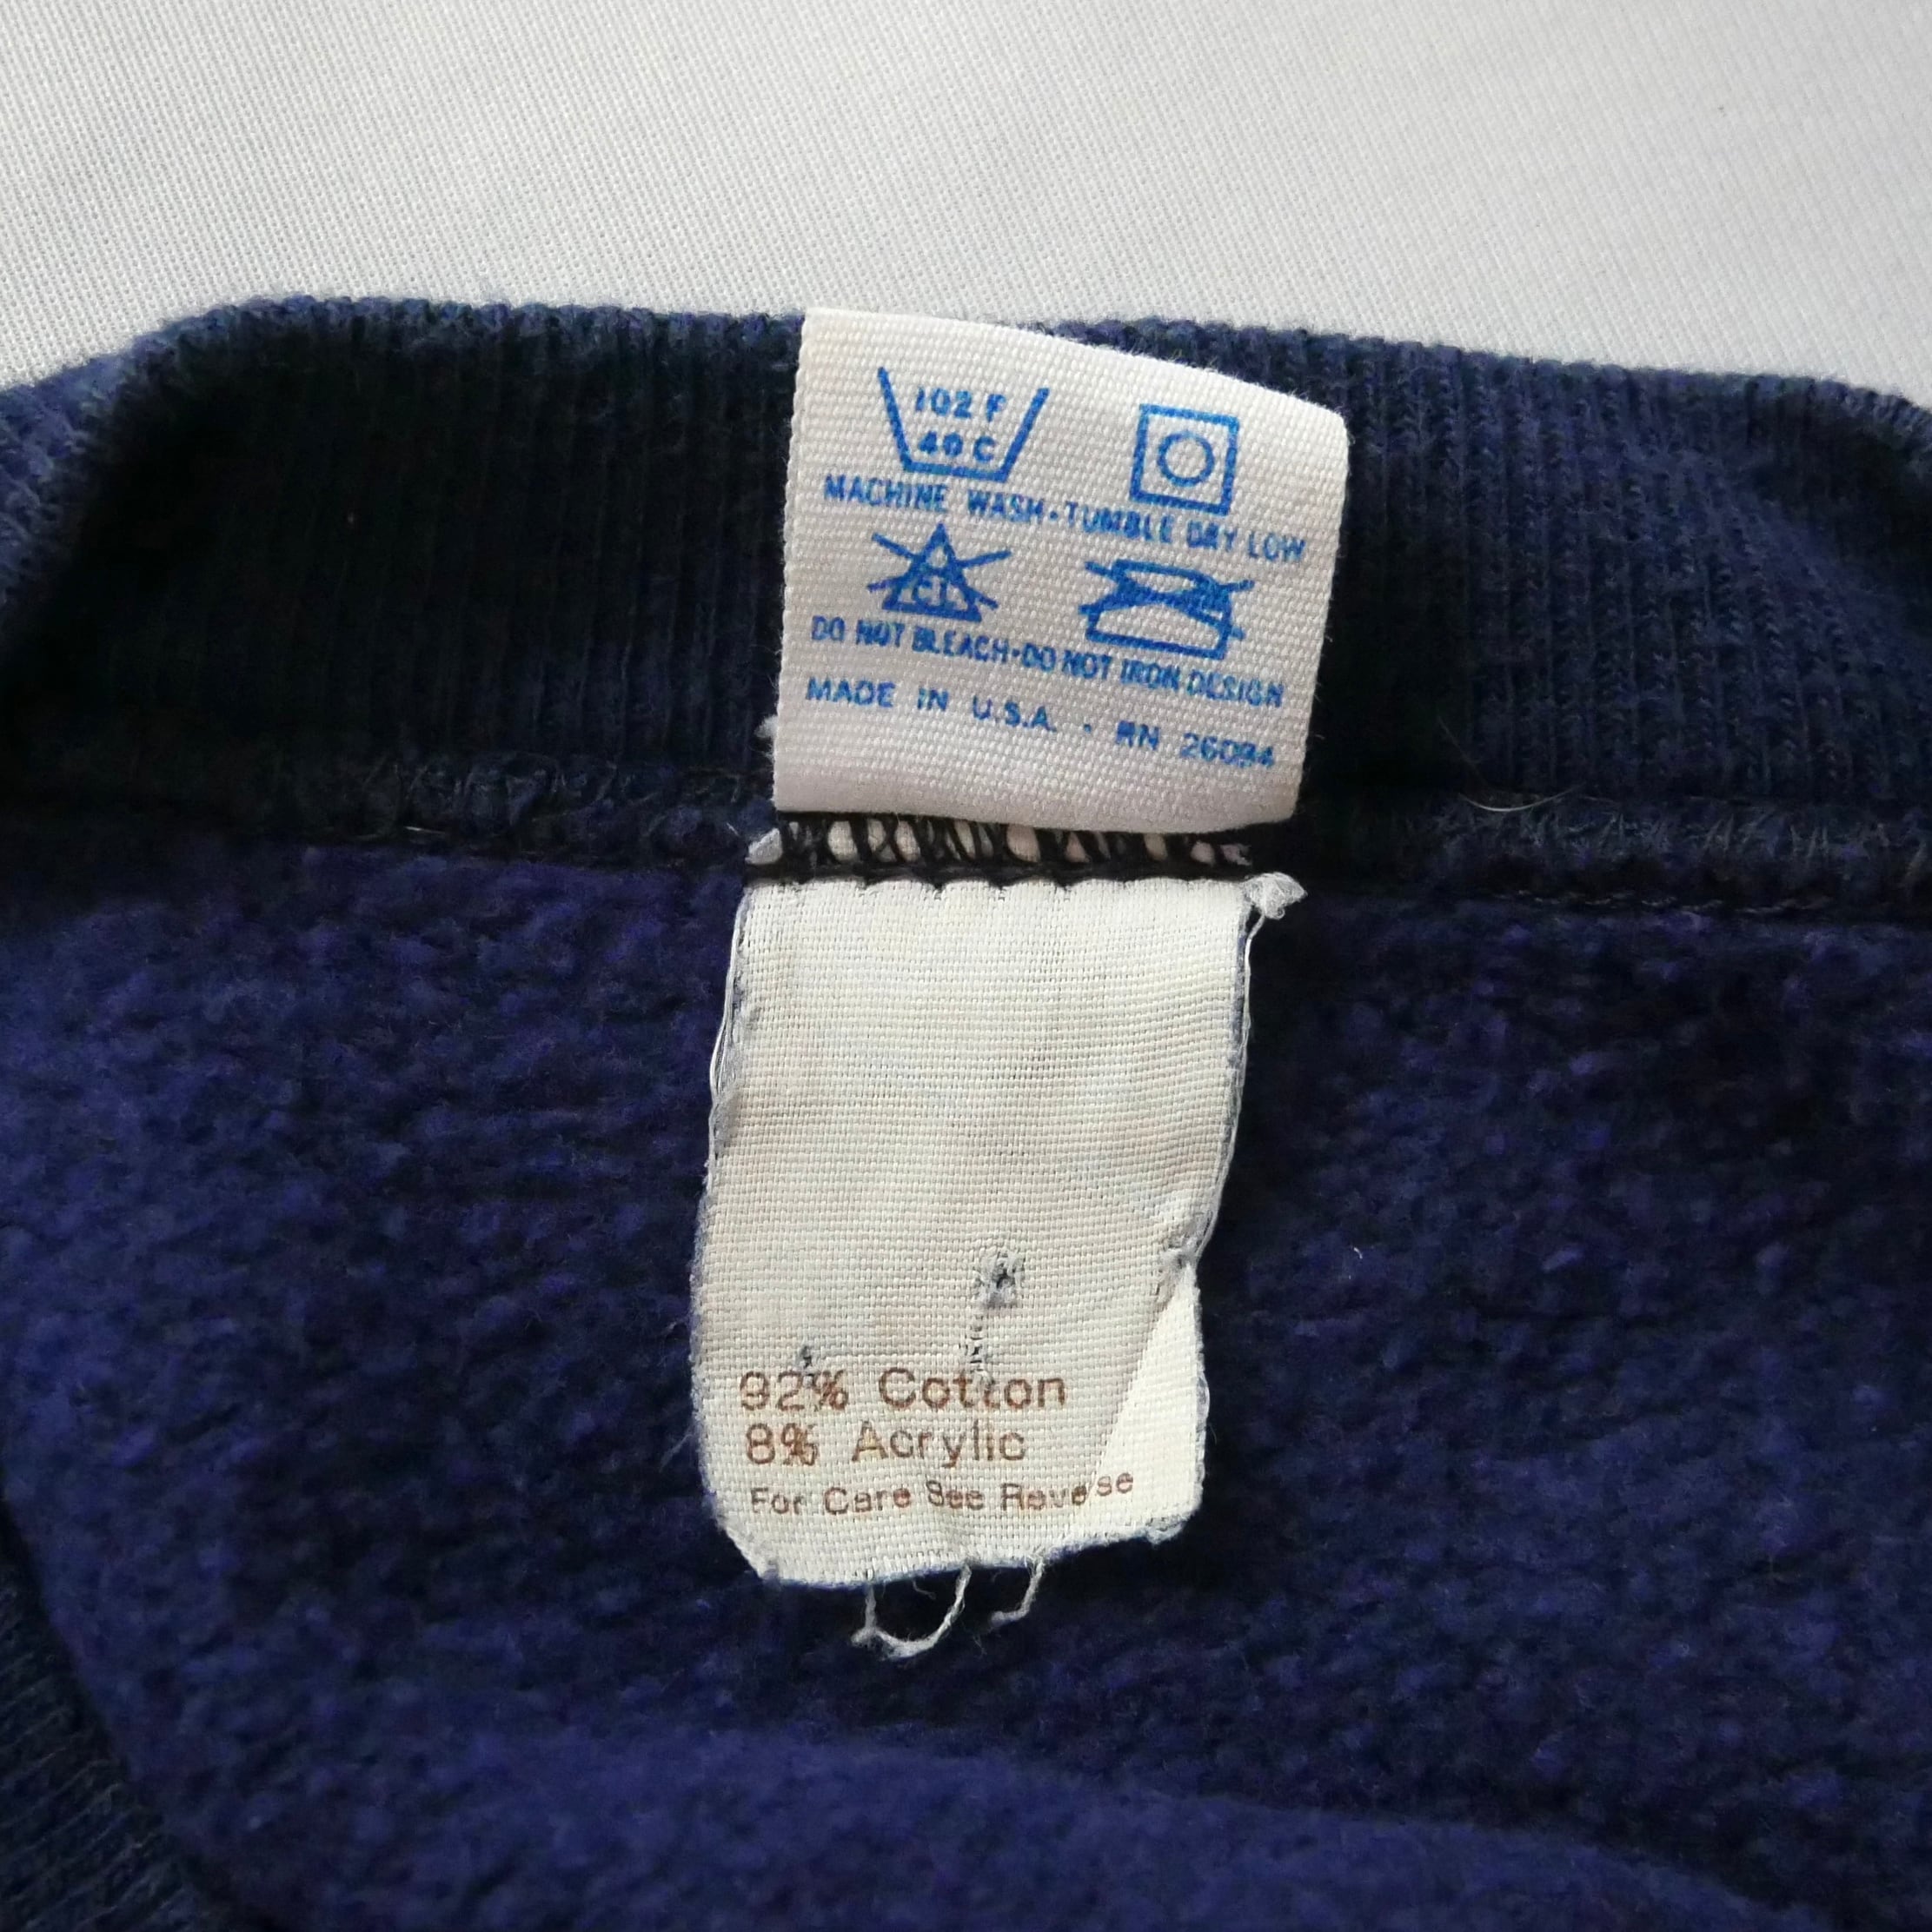 102 F
40 C
MACHINE WASH-TUMBLE DRY LOW
CL
DO NOT BLEACH-DO NOT IRON DESIGN
MADE IN U.S.A. - RN 26094
92% Cotton
8% Acrylic
For Care See Reverse